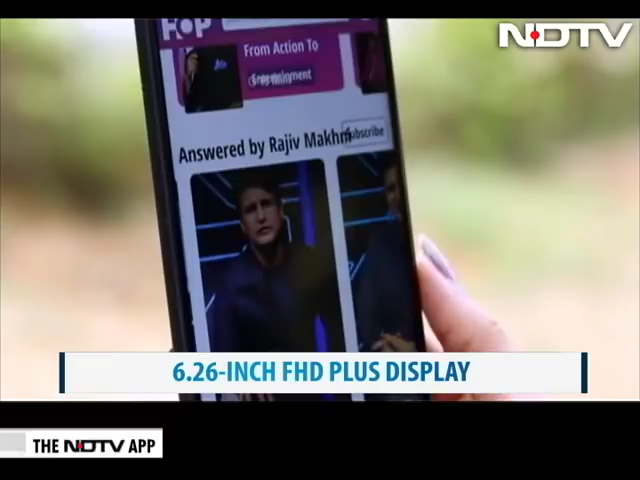 HOP
NDTV
From Action To
Entertainment
Answered by Rajiv Makhni
Subscribe
6.26-INCH FHD PLUS DISPLAY
THE NDTV APP